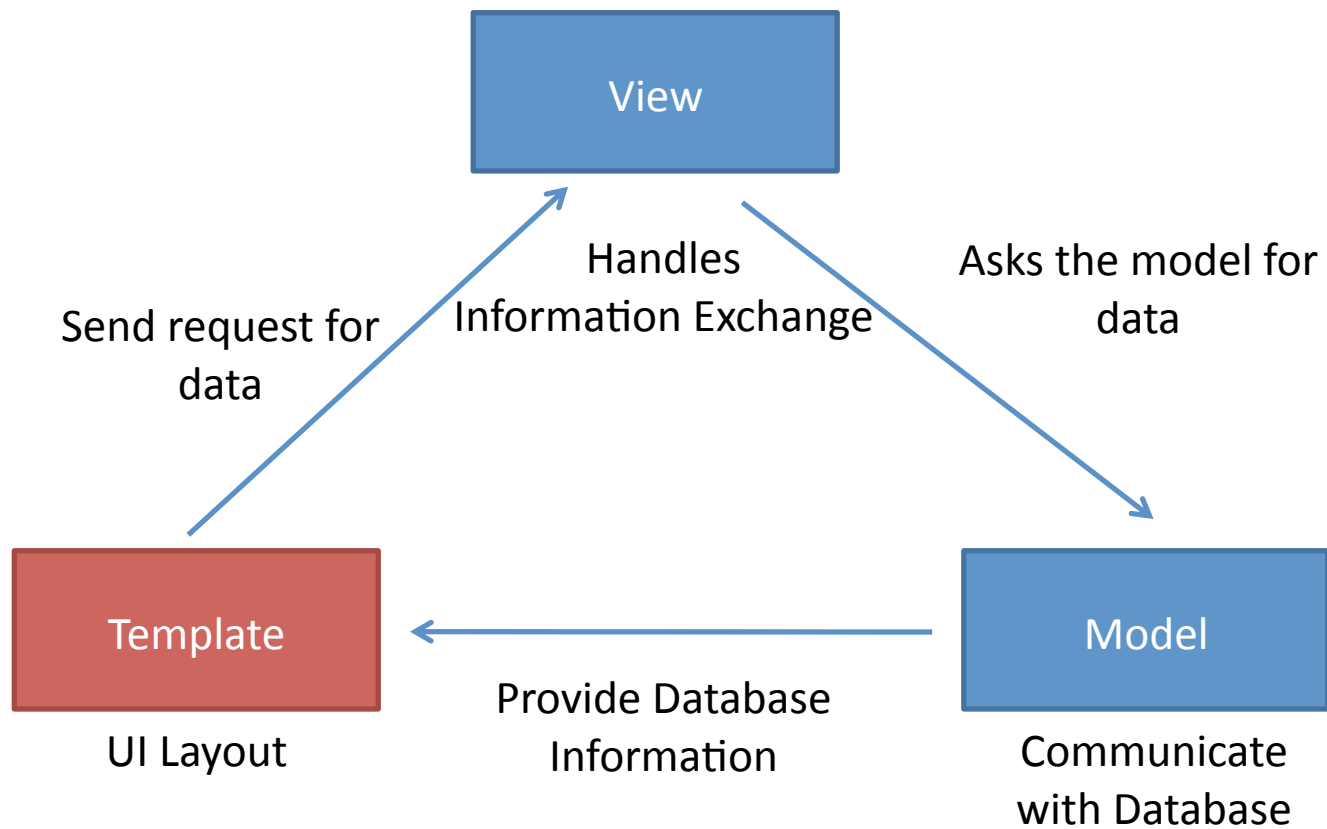 View
Handles
Information Exchange
Asks the model for
data
Send request for
data
Template
Model
Provide Database
Information
UI Layout
Communicate
with Database